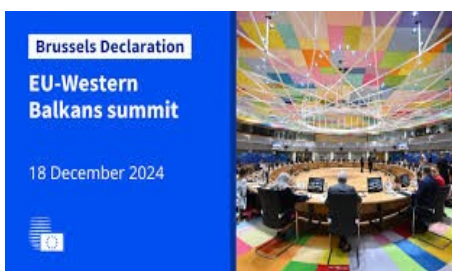 Brussels Declaration
EU-Western
Balkans summit
18 December 2024